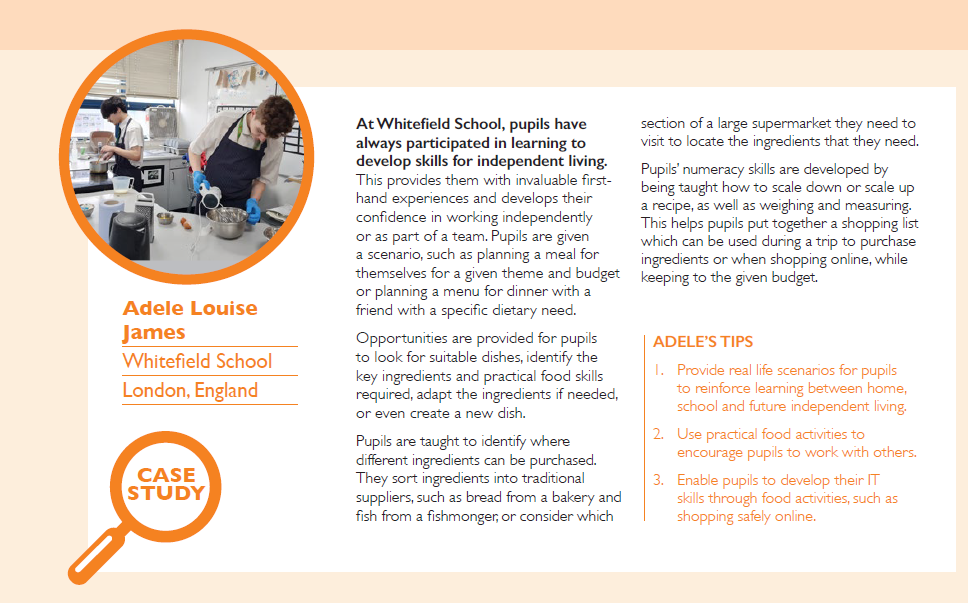 Adele Louise
James
Whitefield School
London, England
CASE
STUDY
At Whitefield School, pupils have
always participated in learning to
develop skills for independent living.
This provides them with invaluable first-
hand experiences and develops their
confidence in working independently
or as part of a team. Pupils are given
a scenario, such as planning a meal for
themselves for a given theme and budget
or planning a menu for dinner with a
friend with a specific dietary need.
Opportunities are provided for pupils
to look for suitable dishes, identify the
key ingredients and practical food skills
required, adapt the ingredients if needed,
or even create a new dish.
Pupils are taught to identify where
different ingredients can be purchased.
They sort ingredients into traditional
suppliers, such as bread from a bakery and
fish from a fishmonger, or consider which
section of a large supermarket they need to
visit to locate the ingredients that they need.
Pupils' numeracy skills are developed by
being taught how to scale down or scale up
a recipe, as well as weighing and measuring.
This helps pupils put together a shopping list
which can be used during a trip to purchase
ingredients or when shopping online, while
keeping to the given budget.
ADELE'S TIPS
1. Provide real life scenarios for pupils
to reinforce learning between home,
school and future independent living.
2. Use practical food activities to
encourage pupils to work with others.
3. Enable pupils to develop their IT
skills through food activities, such as
shopping safely online.